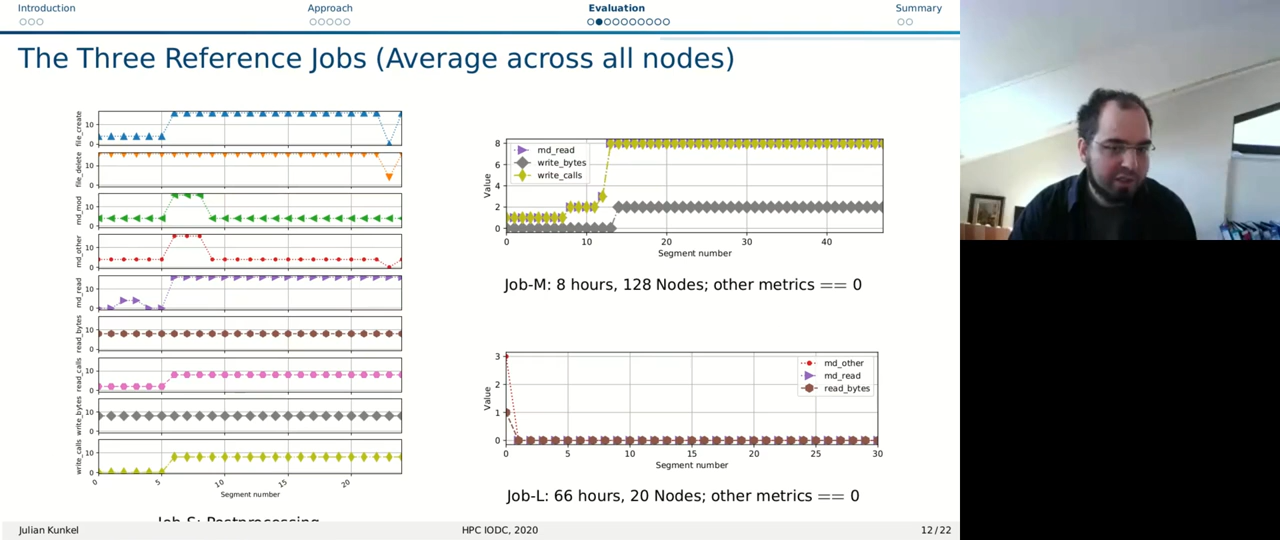 Introduction
Approach
Evaluation
Summary
The Three Reference Jobs (Average across all nodes)
file_create
10
0
file_delete
10
0
md_mod
10
0
md_other
10
0
md_read
10
0
read_bytes
10
0
read_calls
10
0
write_bytes
10
0
write_calls
10
0
0 5 10 15 20
Segment number
Job-S: Postprocessing
Value
8
6
4
2
0
md_read
write_bytes
write_calls
0 10 20 30 40
Segment number
Job-M: 8 hours, 128 Nodes; other metrics == 0
Value
3
2
1
0
md_other
md_read
read_bytes
0 5 10 15 20 25 30
Segment number
Job-L: 66 hours, 20 Nodes; other metrics == 0
Julian Kunkel
HPC IODC, 2020
12/22